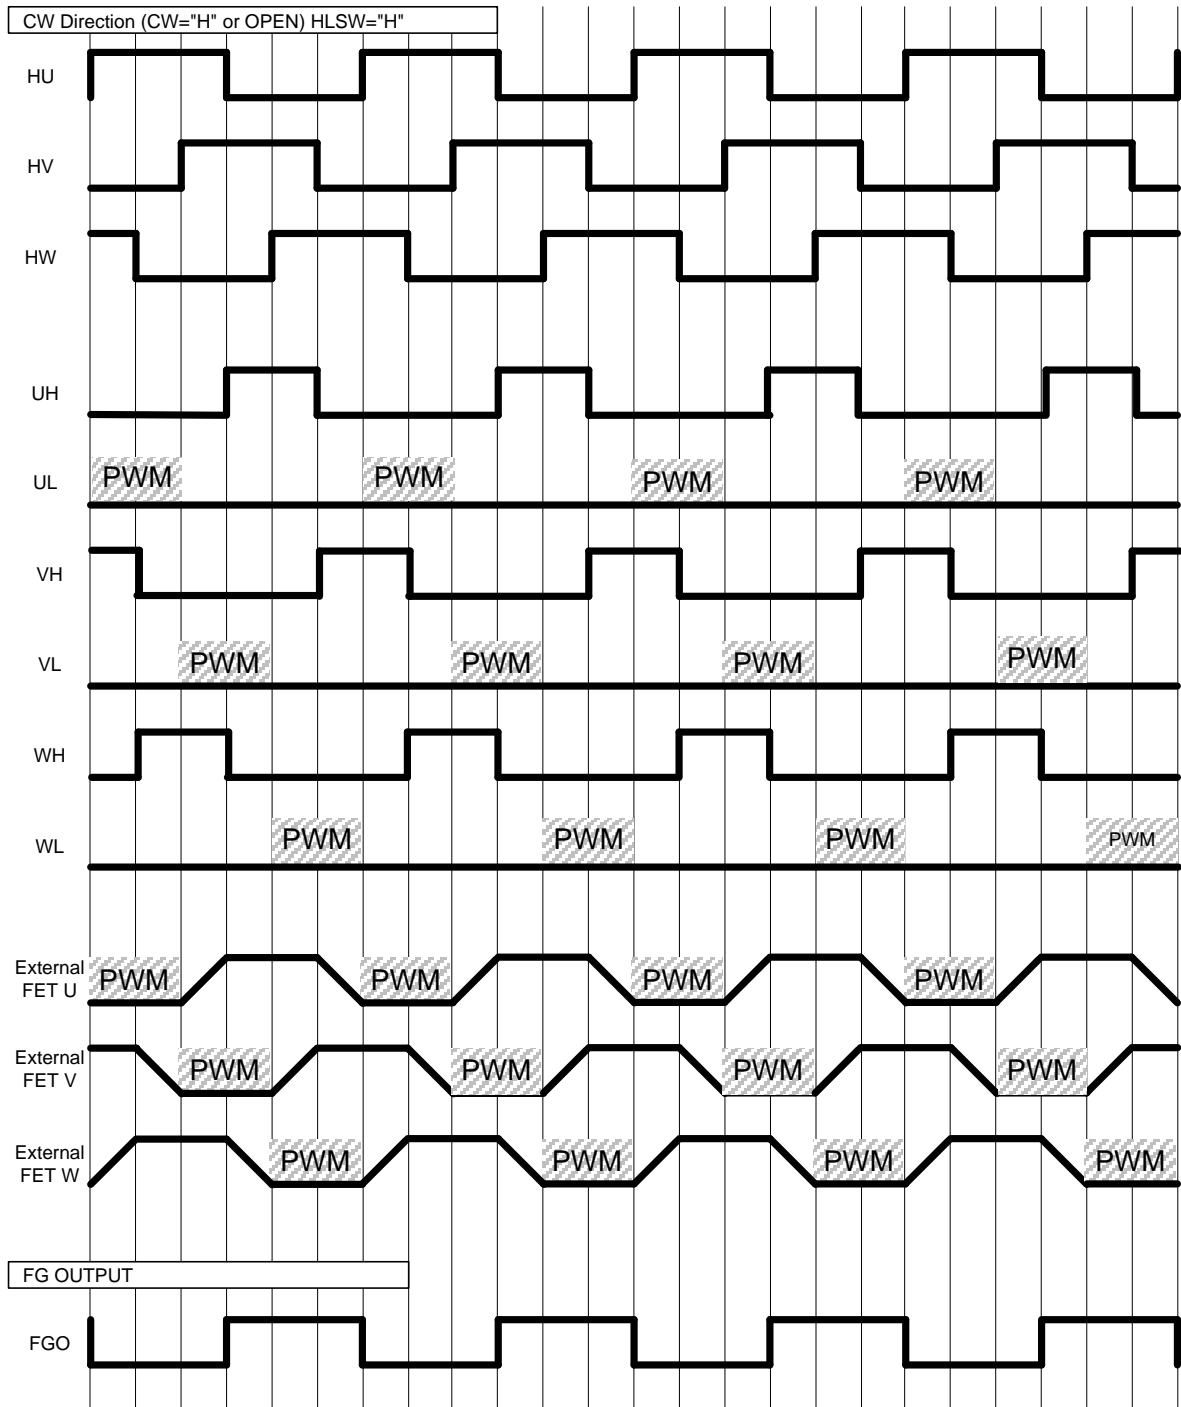 CW Direction (CW="H" or OPEN) HLSW="H"
HU
HV
HW
UH
UL
PWM PWM PWM PWM
VH
VL
PWM PWM PWM PWM
WH
WL
PWM PWM PWM PWM
External
FET U
PWM PWM PWM PWM
External
FET V
PWM PWM PWM PWM
External
FET W
PWM PWM PWM PWM
FG OUTPUT
FGO